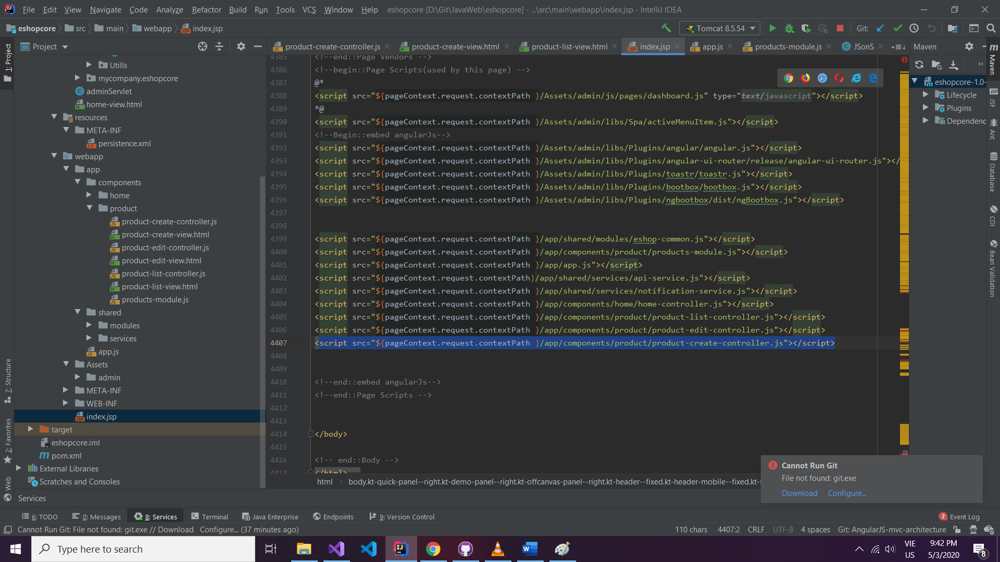 File Edit View Navigate Code Analyze Refactor Build Run Tools VCS Window Help eshopcore [D:\Git\JavaWeb\eshopcore] - ...\src\main\webapp\index.jsp - IntelliJ IDEA
eshopcore src main webapp index.jsp Tomcat 8.5.54 Git:
Project product-create-controller.js product-create-view.html product-list-view.html index.jsp app.js products-module.js JSonS 4 Maven
1: Project
7: Structure
2: Favorites
Web
Utills
mycompany.eshopcore
adminServlet
home-view.html
resources
META-INF
persistence.xml
webapp
app
components
home
product
product-create-controller.js
product-create-view.html
product-edit-controller.js
product-edit-view.html
product-list-controller.js
product-list-view.html
products-module.js
shared
modules
services
app.js
Assets
admin
META-INF
WEB-INF
index.jsp
target
eshopcore.iml
pom.xml
External Libraries
Scratches and Consoles
4385 <!--end::Page Vendors -->
4386 <!--begin::Page Scripts(used by this page) -->
4387 @*
4388 <script src="${pageContext.request.contextPath }/Assets/admin/js/pages/dashboard.js" type="text/javascript"></script>
4389 *@
4390 <script src="${pageContext.request.contextPath }/Assets/admin/libs/Spa/activeMenuItem.js"></script>
4391 <!--Begin::embed angularJs-->
4392 <script src="${pageContext.request.contextPath }/Assets/admin/libs/Plugins/angular/angular.js"></script>
4393 <script src="${pageContext.request.contextPath }/Assets/admin/libs/Plugins/angular-ui-router/release/angular-ui-router.js"></
4394 <script src="${pageContext.request.contextPath }/Assets/admin/libs/Plugins/toastr/toastr.js"></script>
4395 <script src="${pageContext.request.contextPath }/Assets/admin/libs/Plugins/bootbox/bootbox.js"></script>
4396 <script src="${pageContext.request.contextPath }/Assets/admin/libs/Plugins/ngbootbox/dist/ngBootbox.js"></script>
4397
4398
4399 <script src="${pageContext.request.contextPath }/app/shared/modules/eshop-common.js"></script>
4400 <script src="${pageContext.request.contextPath }/app/components/product/products-module.js"></script>
4401 <script src="${pageContext.request.contextPath }/app/app.js"></script>
4402 <script src="${pageContext.request.contextPath}/app/shared/services/api-service.js"></script>
4403 <script src="${pageContext.request.contextPath }/app/shared/services/notification-service.js"></script>
4404 <script src="${pageContext.request.contextPath }/app/components/home/home-controller.js"></script>
4405 <script src="${pageContext.request.contextPath }/app/components/product/product-list-controller.js"></script>
4406 <script src="${pageContext.request.contextPath }/app/components/product/product-edit-controller.js"></script>
4407 <script src="${pageContext.request.contextPath }/app/components/product/product-create-controller.js"></script>
4408
4409
4410 <!--end::embed angularJs-->
4411 <!--end::Page Scripts -->
4412
4413
4414 </body>
4415
4416 <!-- end::Body -->
4417 </html>
html body.kt-quick-panel--right.kt-demo-panel--right.kt-offcanvas-panel--right.kt-header--fixed.kt-header-mobile--fixed.kt-s
eshopcore-1.0-
Lifecycle
Plugins
Dependenc
Maven
JSF
Ant
Database
CDI
Bean Validation
Cannot Run Git
File not found: git.exe
Download Configure...
Services
6: TODO 0: Messages 8: Services Terminal Java Enterprise Endpoints 9: Version Control 2 Event Log
Cannot Run Git: File not found: git.exe // Download Configure... (37 minutes ago) 110 chars 4407:2 CRLF UTF-8 4 spaces Git: AngularJS-mvc-architecture
Type here to search
VIE
US
9:42 PM
5/3/2020
8